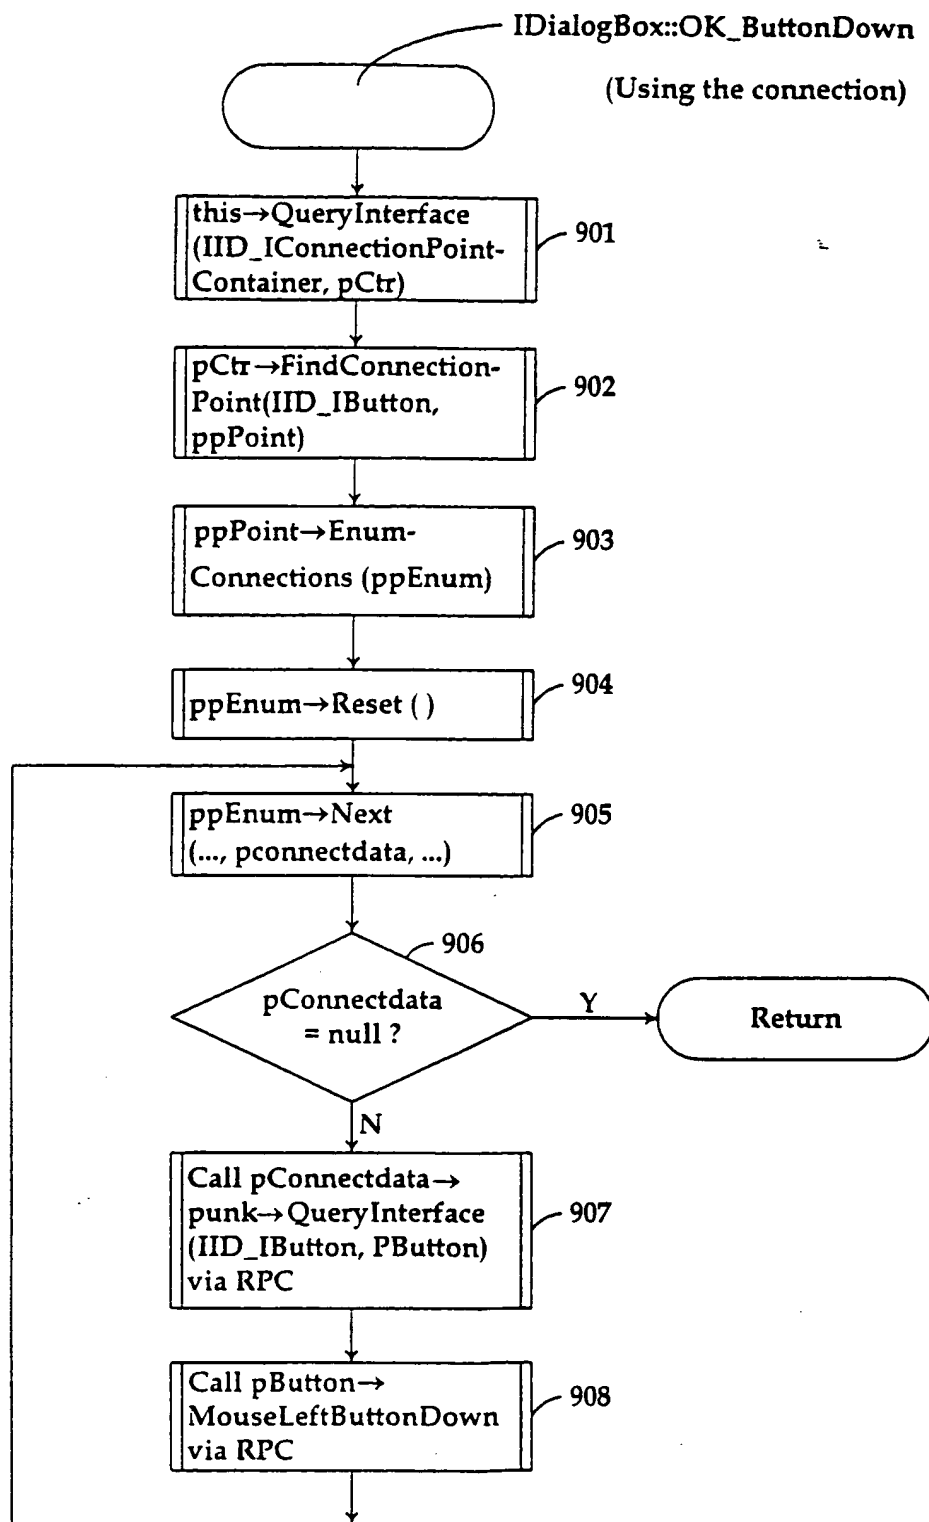 IDialogBox::OK_ButtonDown
(Using the connection)
this→QueryInterface
(IID_IConnectionPoint-
Container, pCtr)
901
pCtr→FindConnection-
Point(IID_IButton,
ppPoint)
902
ppPoint→Enum-
Connections (ppEnum)
903
ppEnum→Reset ( )
904
ppEnum→Next
(..., pconnectdata, ...)
905
906
pConnectdata
= null ?
Y
Return
N
Call pConnectdata→
punk→QueryInterface
(IID_IButton, PButton)
via RPC
907
Call pButton→
MouseLeftButtonDown
via RPC
908